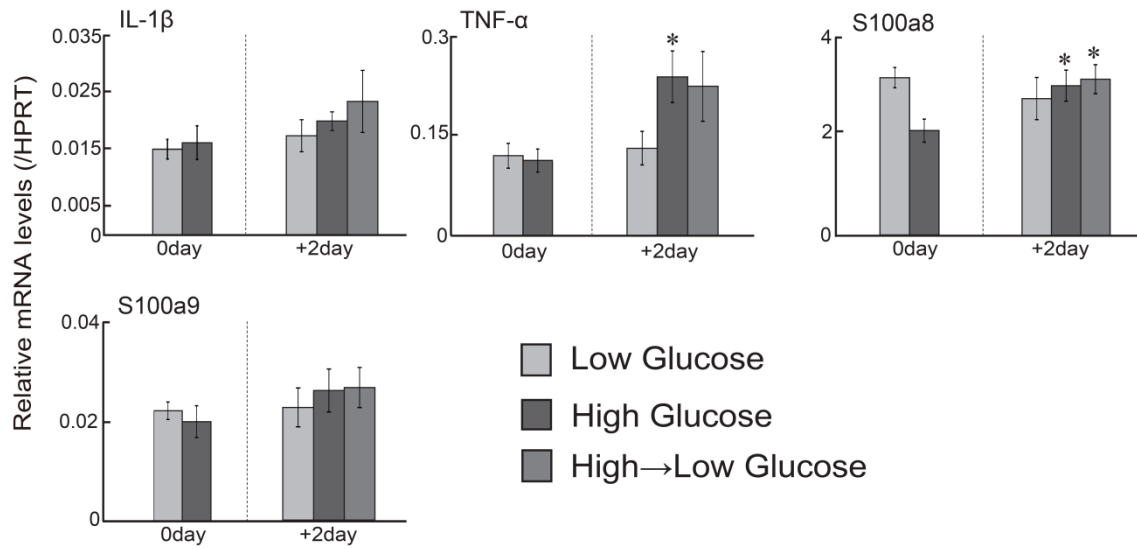 IL-1β
TNF-α
S100a8
Relative mRNA levels (/HPRT)
0.035
0.025
0.015
0.005
0
0day
+2day
0.3
0.15
0
*
0day
+2day
4
2
0
* *
0day
+2day
S100a9
0.04
0.02
0
0day
+2day
Low Glucose
High Glucose
High→Low Glucose